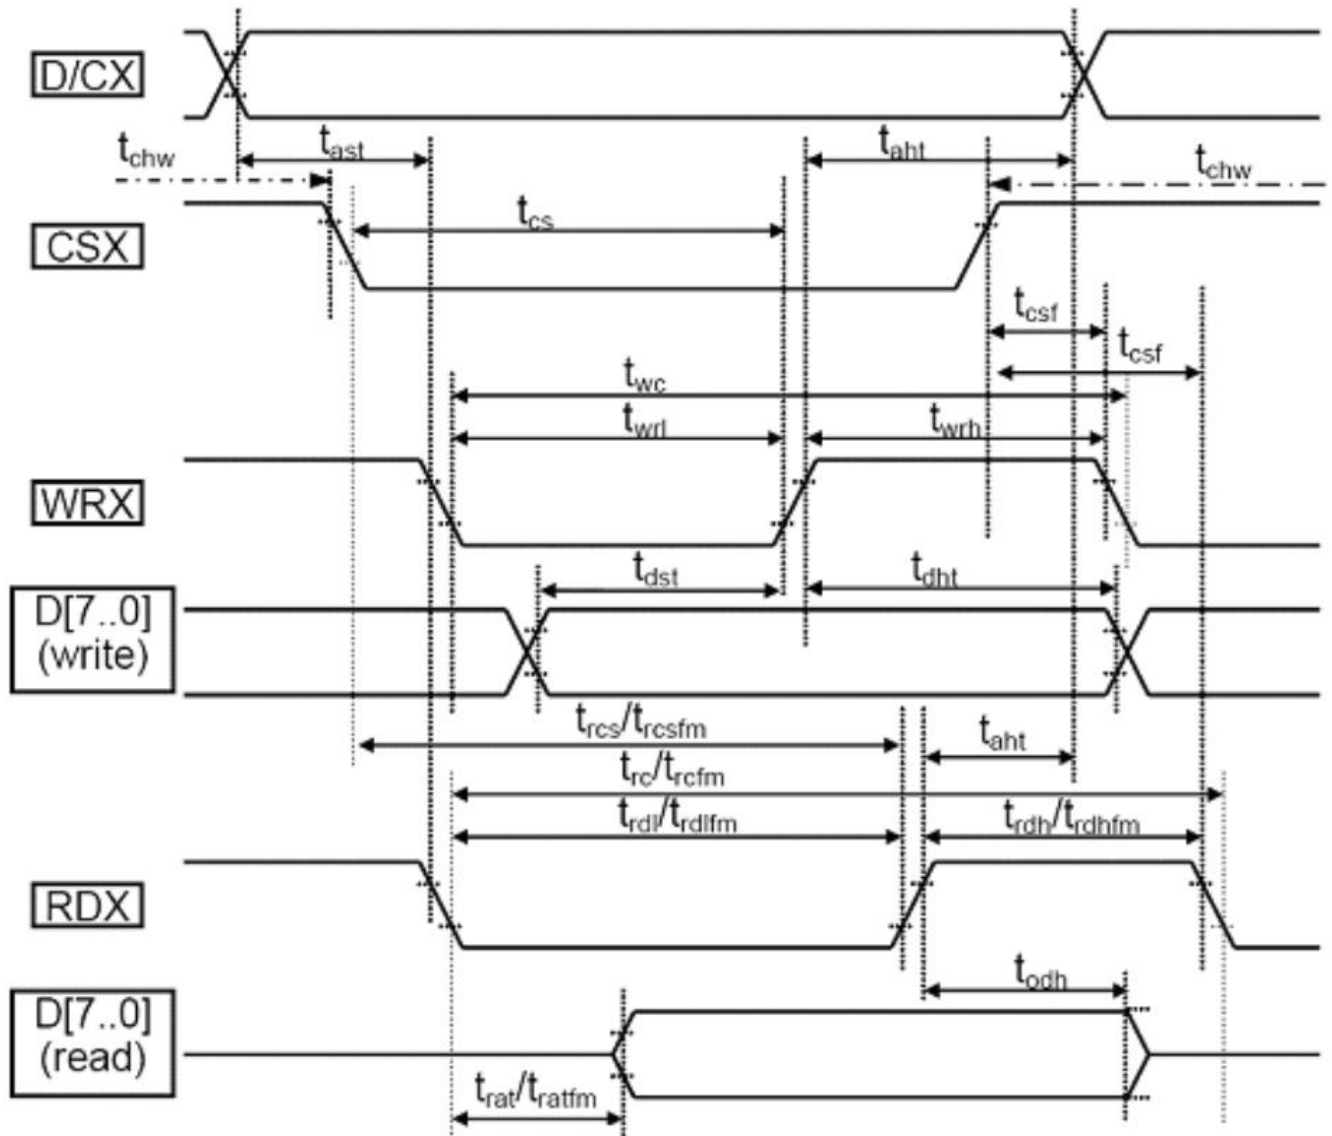 D/CX
tchw
tast
taht
tchw
tcs
CSX
tcsf
tcsf
twc
twrl
twrh
WRX
tdst
tdht
D[7..0]
(write)
trcs/trcsfm
taht
trc/trcfm
trdl/trdlfm
trdh/trdhfm
RDX
todh
D[7..0]
(read)
trat/tratfm